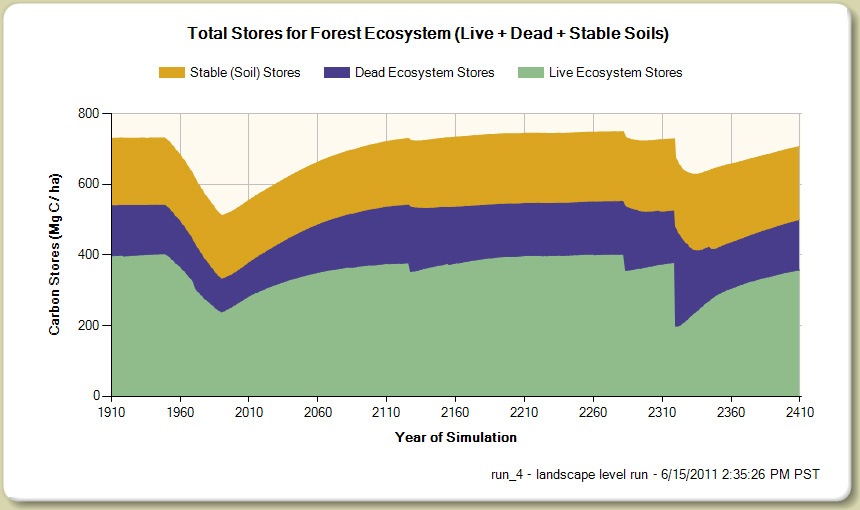 Total Stores for Forest Ecosystem (Live + Dead + Stable Soils)
Stable (Soil) Stores Dead Ecosystem Stores Live Ecosystem Stores
800
600
400
200
0
Carbon Stores (Mg C / ha)
1910 1960 2010 2060 2110 2160 2210 2260 2310 2360 2410
Year of Simulation
run_4 - landscape level run - 6/15/2011 2:35:26 PM PST